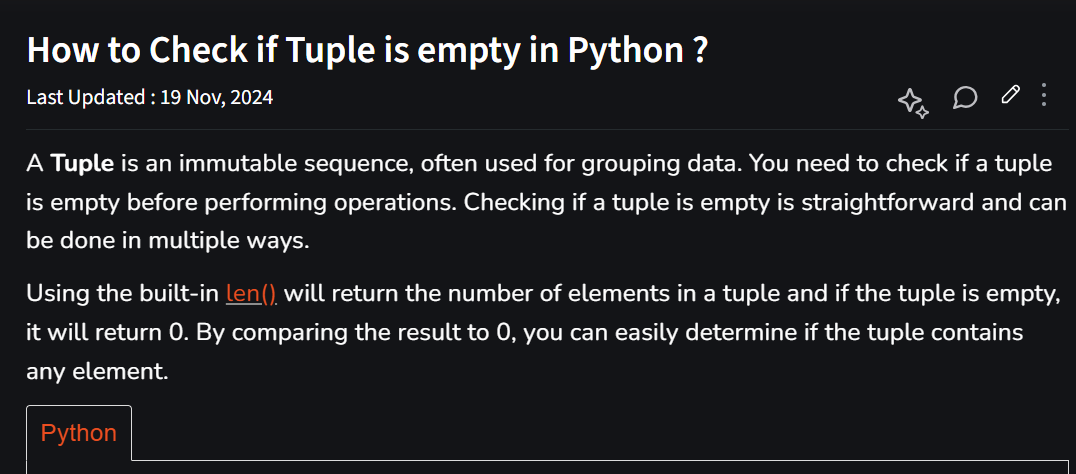 How to Check if Tuple is empty in Python ?
Last Updated : 19 Nov, 2024
A Tuple is an immutable sequence, often used for grouping data. You need to check if a tuple
is empty before performing operations. Checking if a tuple is empty is straightforward and can
be done in multiple ways.
Using the built-in len() will return the number of elements in a tuple and if the tuple is empty,
it will return 0. By comparing the result to 0, you can easily determine if the tuple contains
any element.
Python